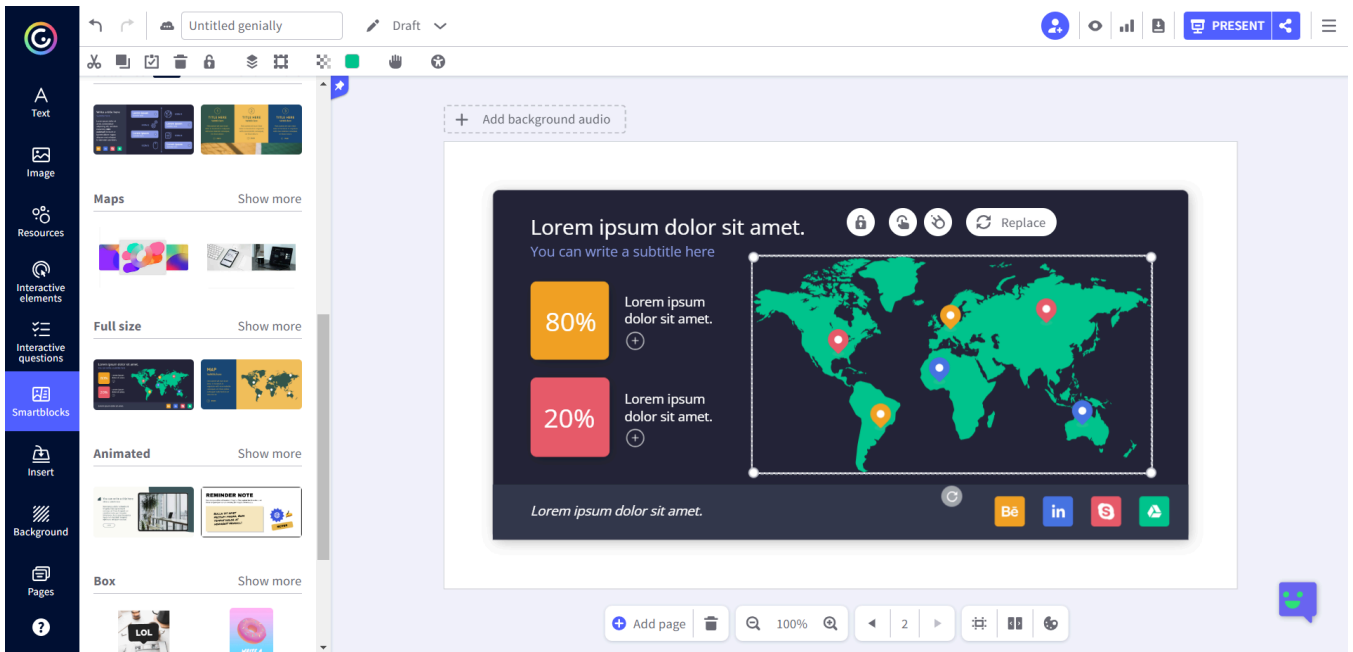 Untitled genially
Draft
PRESENT
Text
Image
Resources
Interactive
elements
Interactive
questions
Smartblocks
Insert
Background
Pages
?
Maps
Show more
Full size
Show more
MAP
Animated
Show more
REMINDER NOTE
Box
Show more
LOL
Add background audio
Lorem ipsum dolor sit amet.
You can write a subtitle here
Replace
80%
Lorem ipsum
dolor sit amet.
20%
Lorem ipsum
dolor sit amet.
Lorem ipsum dolor sit amet.
Bē
in
S
Add page
100%
2